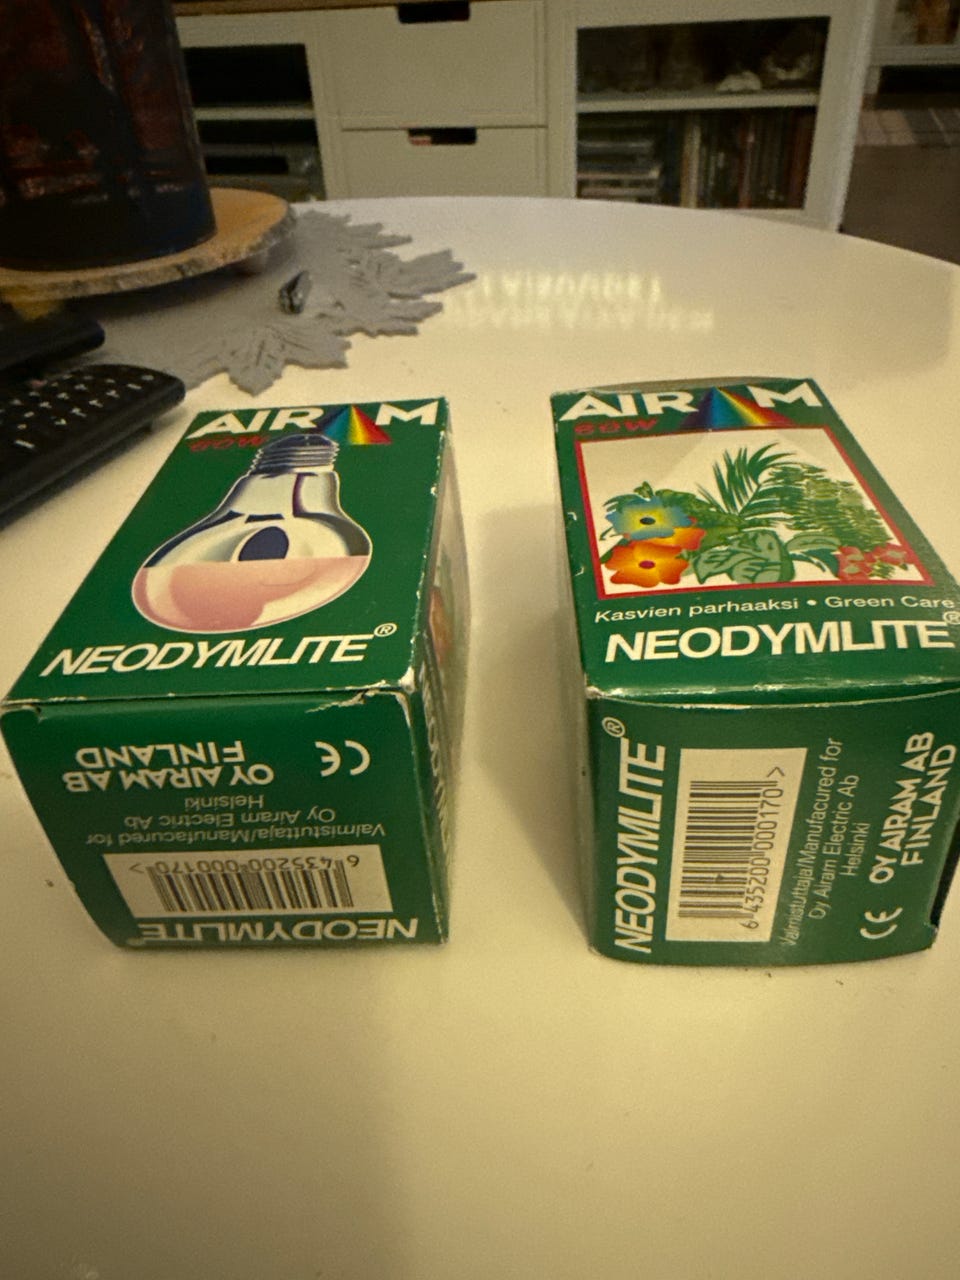 AIRAM
60W
NEODYMLITE®
OY AIRAM AB
FINLAND
CE
Valmistuttaja/Manufacured for
Oy Airam Electric Ab
Helsinki
6 435200 000170 >
NEODYMLITE®
AIRAM
60W
Kasvien parhaaksi • Green Care
NEODYMLITE®
NEODYMLITE®
6 435200 000170 >
Valmistuttaja/Manufacured for
Oy Airam Electric Ab
Helsinki
OY AIRAM AB
FINLAND
CE